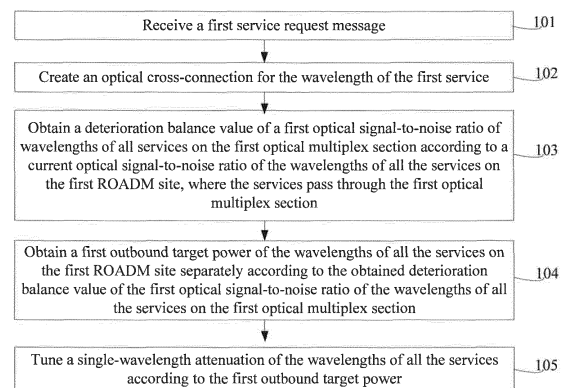 Receive a first service request message
101
Create an optical cross-connection for the wavelength of the first service
102
Obtain a deterioration balance value of a first optical signal-to-noise ratio of
wavelengths of all services on the first optical multiplex section according to a
current optical signal-to-noise ratio of the wavelengths of all the services on
the first ROADM site, where the services pass through the first optical
multiplex section
103
Obtain a first outbound target power of the wavelengths of all the services on
the first ROADM site separately according to the obtained deterioration
balance value of the first optical signal-to-noise ratio of the wavelengths of all
the services on the first optical multiplex section
104
Tune a single-wavelength attenuation of the wavelengths of all the services
according to the first outbound target power
105